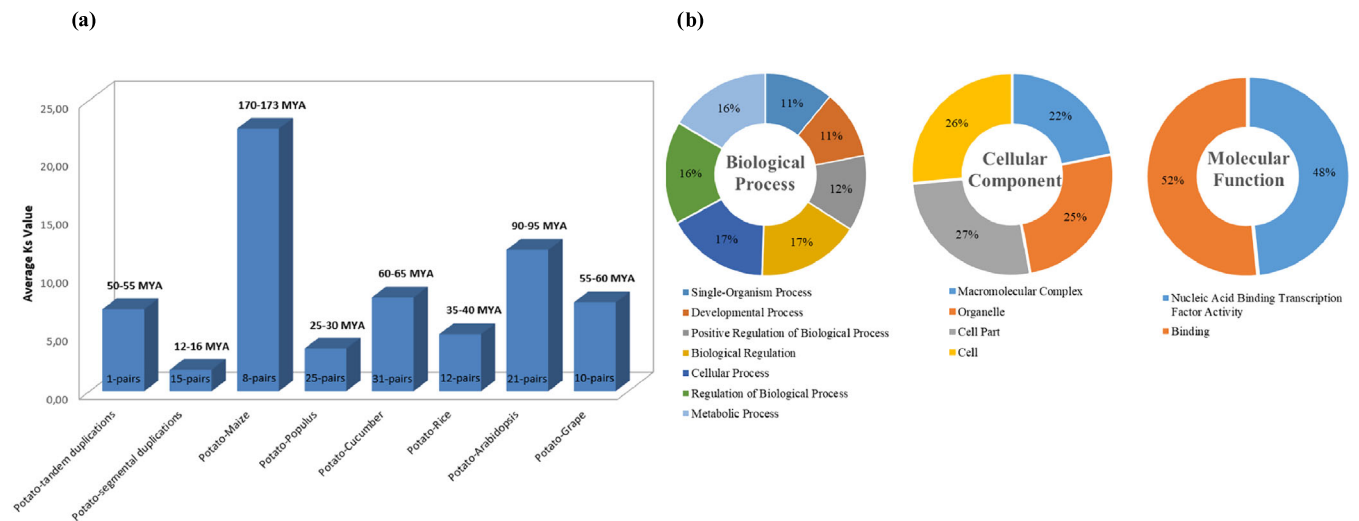 (a)
(b)
Average Ks Value
25,00
20,00
15,00
10,00
5,00
0,00
50-55 MYA
12-16 MYA
170-173 MYA
25-30 MYA
60-65 MYA
35-40 MYA
90-95 MYA
55-60 MYA
1-pairs
15-pairs
8-pairs
25-pairs
31-pairs
12-pairs
21-pairs
10-pairs
Potato-tandem duplications
Potato-segmental duplications
Potato-Maize
Potato-Populus
Potato-Cucumber
Potato-Rice
Potato-Arabidopsis
Potato-Grape
Biological
Process
11%
11%
12%
17%
17%
16%
16%
Single-Organism Process
Developmental Process
Positive Regulation of Biological Process
Biological Regulation
Cellular Process
Regulation of Biological Process
Metabolic Process
Cellular
Component
22%
25%
27%
26%
Macromolecular Complex
Organelle
Cell Part
Cell
Molecular
Function
48%
52%
Nucleic Acid Binding Transcription
Factor Activity
Binding